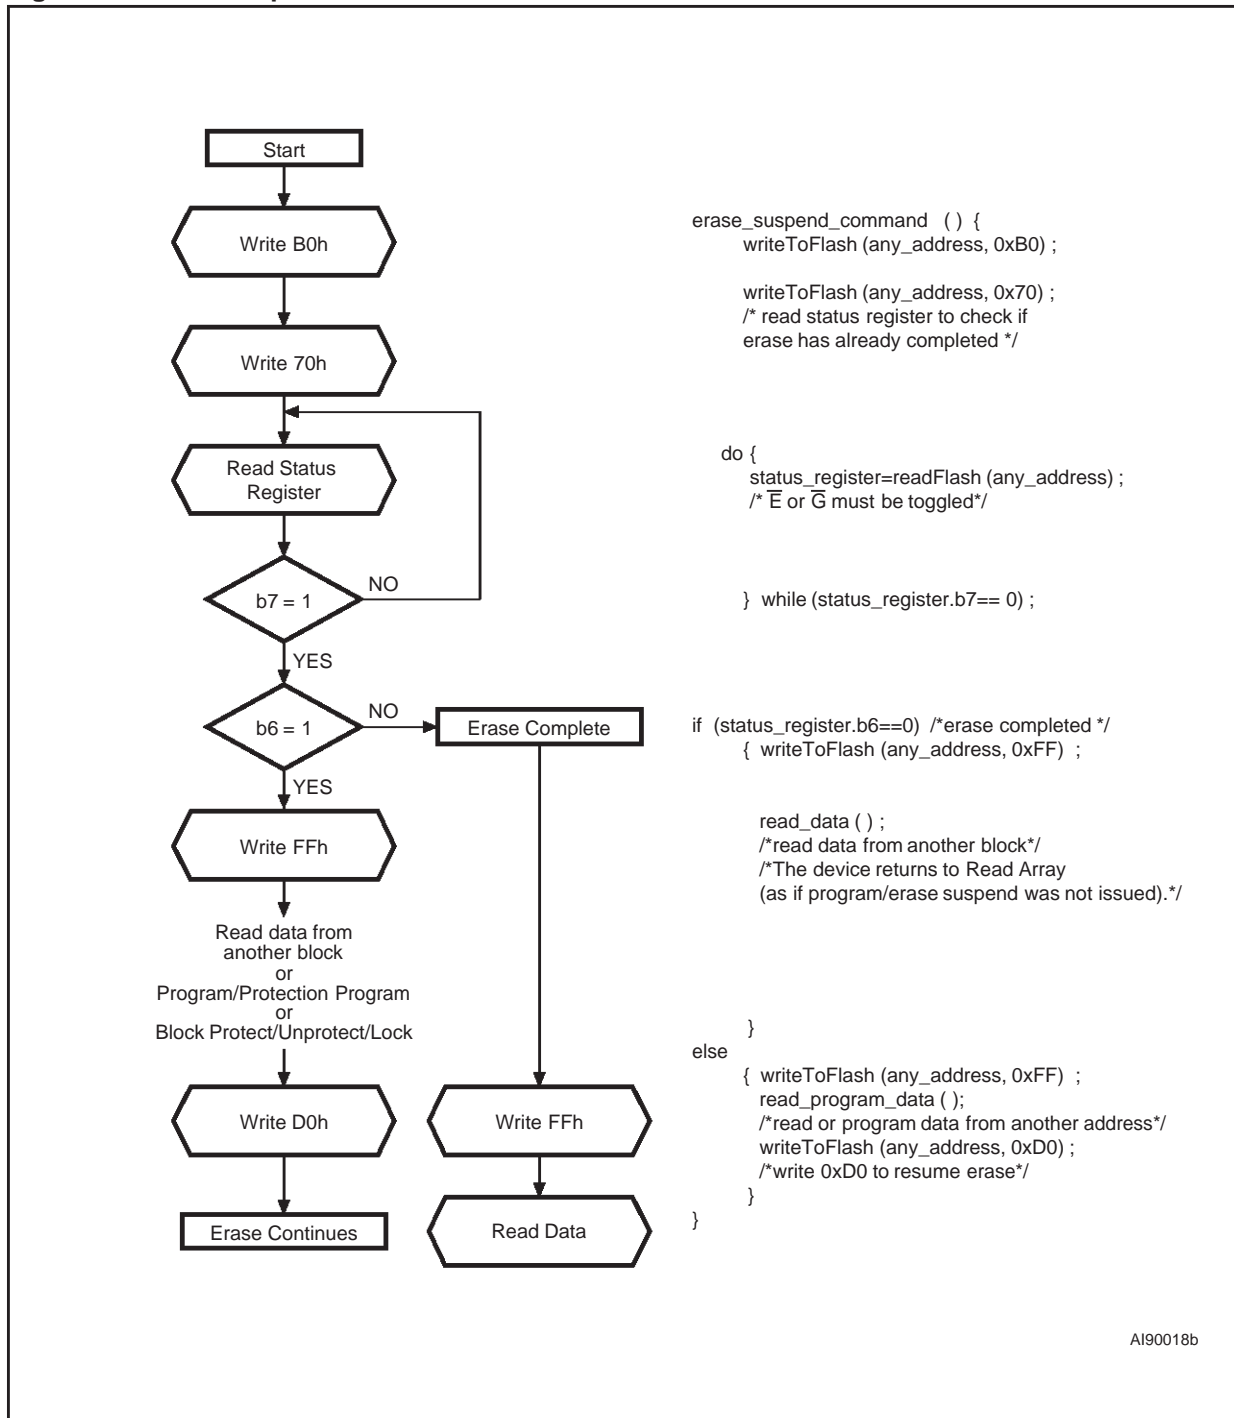 Start
Write B0h
Write 70h
Read Status
Register
b7 = 1
NO
YES
b6 = 1
NO
Erase Complete
YES
Write FFh
Read data from
another block
or
Program/Protection Program
or
Block Protect/Unprotect/Lock
Write D0h
Write FFh
Erase Continues
Read Data
erase_suspend_command ( ) {
writeToFlash (any_address, 0xB0) ;
writeToFlash (any_address, 0x70) ;
/* read status register to check if
erase has already completed */
do {
status_register=readFlash (any_address) ;
/* E̅ or G̅ must be toggled*/
} while (status_register.b7== 0) ;
if (status_register.b6==0) /*erase completed */
{ writeToFlash (any_address, 0xFF) ;
read_data ( ) ;
/*read data from another block*/
/*The device returns to Read Array
(as if program/erase suspend was not issued).*/
}
else
{ writeToFlash (any_address, 0xFF) ;
read_program_data ( );
/*read or program data from another address*/
writeToFlash (any_address, 0xD0) ;
/*write 0xD0 to resume erase*/
}
}
AI90018b